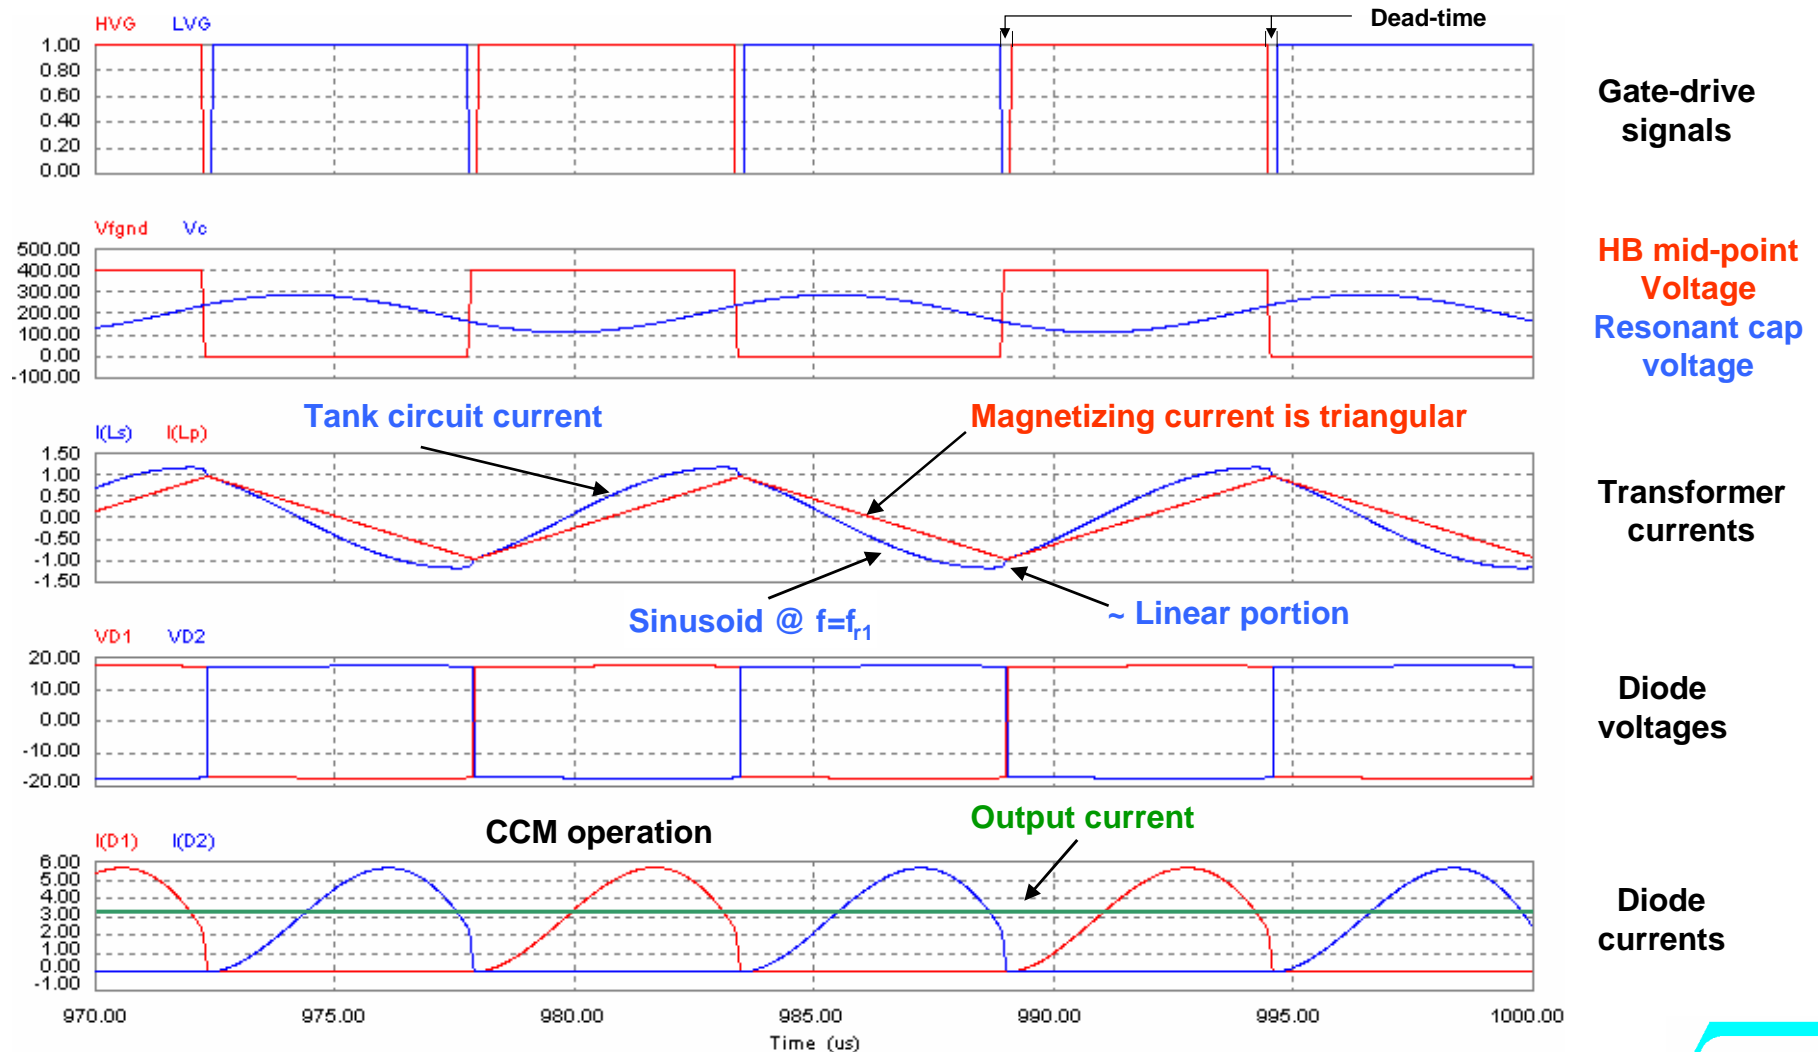 Dead-time
HVG LVG
1.00
0.80
0.60
0.40
0.20
0.00
Gate-drive
signals
Vfgnd Vc
500.00
400.00
300.00
200.00
100.00
0.00
-100.00
HB mid-point
Voltage
Resonant cap
voltage
Tank circuit current
Magnetizing current is triangular
I(Ls) I(Lp)
1.50
1.00
0.50
0.00
-0.50
-1.00
-1.50
Transformer
currents
Sinusoid @ f=fr1
~ Linear portion
VD1 VD2
20.00
10.00
0.00
-10.00
-20.00
Diode
voltages
CCM operation
Output current
I(D1) I(D2)
6.00
5.00
4.00
3.00
2.00
1.00
0.00
-1.00
Diode
currents
970.00 975.00 980.00 985.00 990.00 995.00 1000.00
Time (us)